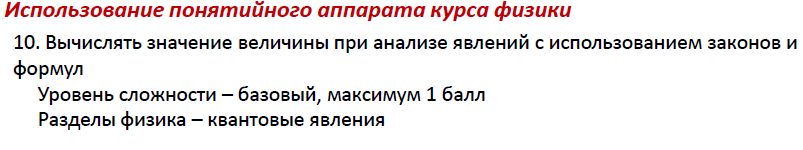 Использование понятийного аппарата курса физики
10. Вычислять значение величины при анализе явлений с использованием законов и
формул
Уровень сложности – базовый, максимум 1 балл
Разделы физика – квантовые явления